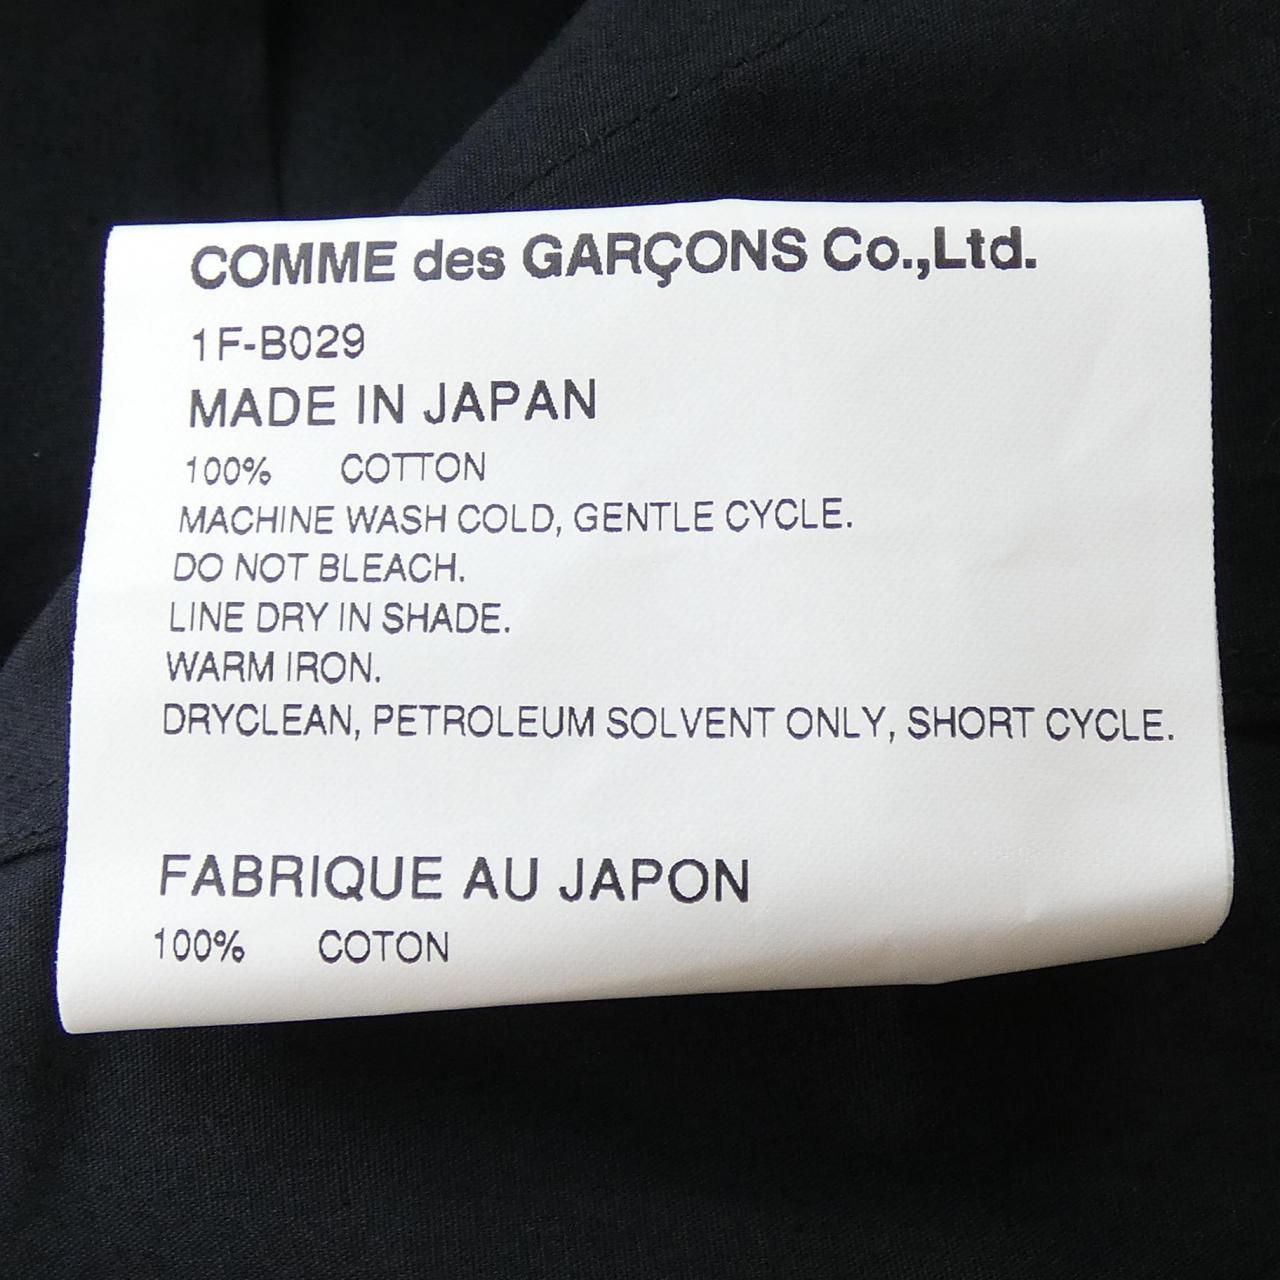 COMME des GARÇONS Co.,Ltd.
1F-B029
MADE IN JAPAN
100% COTTON
MACHINE WASH COLD, GENTLE CYCLE.
DO NOT BLEACH.
LINE DRY IN SHADE.
WARM IRON.
DRYCLEAN, PETROLEUM SOLVENT ONLY, SHORT CYCLE.
FABRIQUE AU JAPON
100% COTON